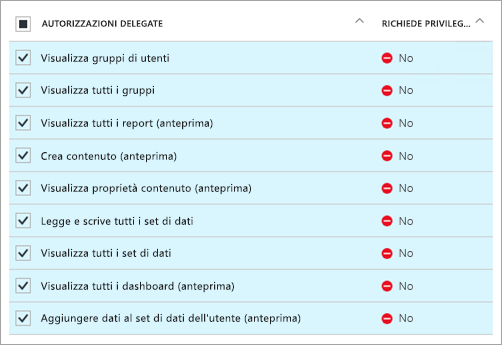 AUTORIZZAZIONI DELEGATE RICHIEDE PRIVILEG...
Visualizza gruppi di utenti No
Visualizza tutti i gruppi No
Visualizza tutti i report (anteprima) No
Crea contenuto (anteprima) No
Visualizza proprietà contenuto (anteprima) No
Legge e scrive tutti i set di dati No
Visualizza tutti i set di dati No
Visualizza tutti i dashboard (anteprima) No
Aggiungere dati al set di dati dell'utente (anteprima) No